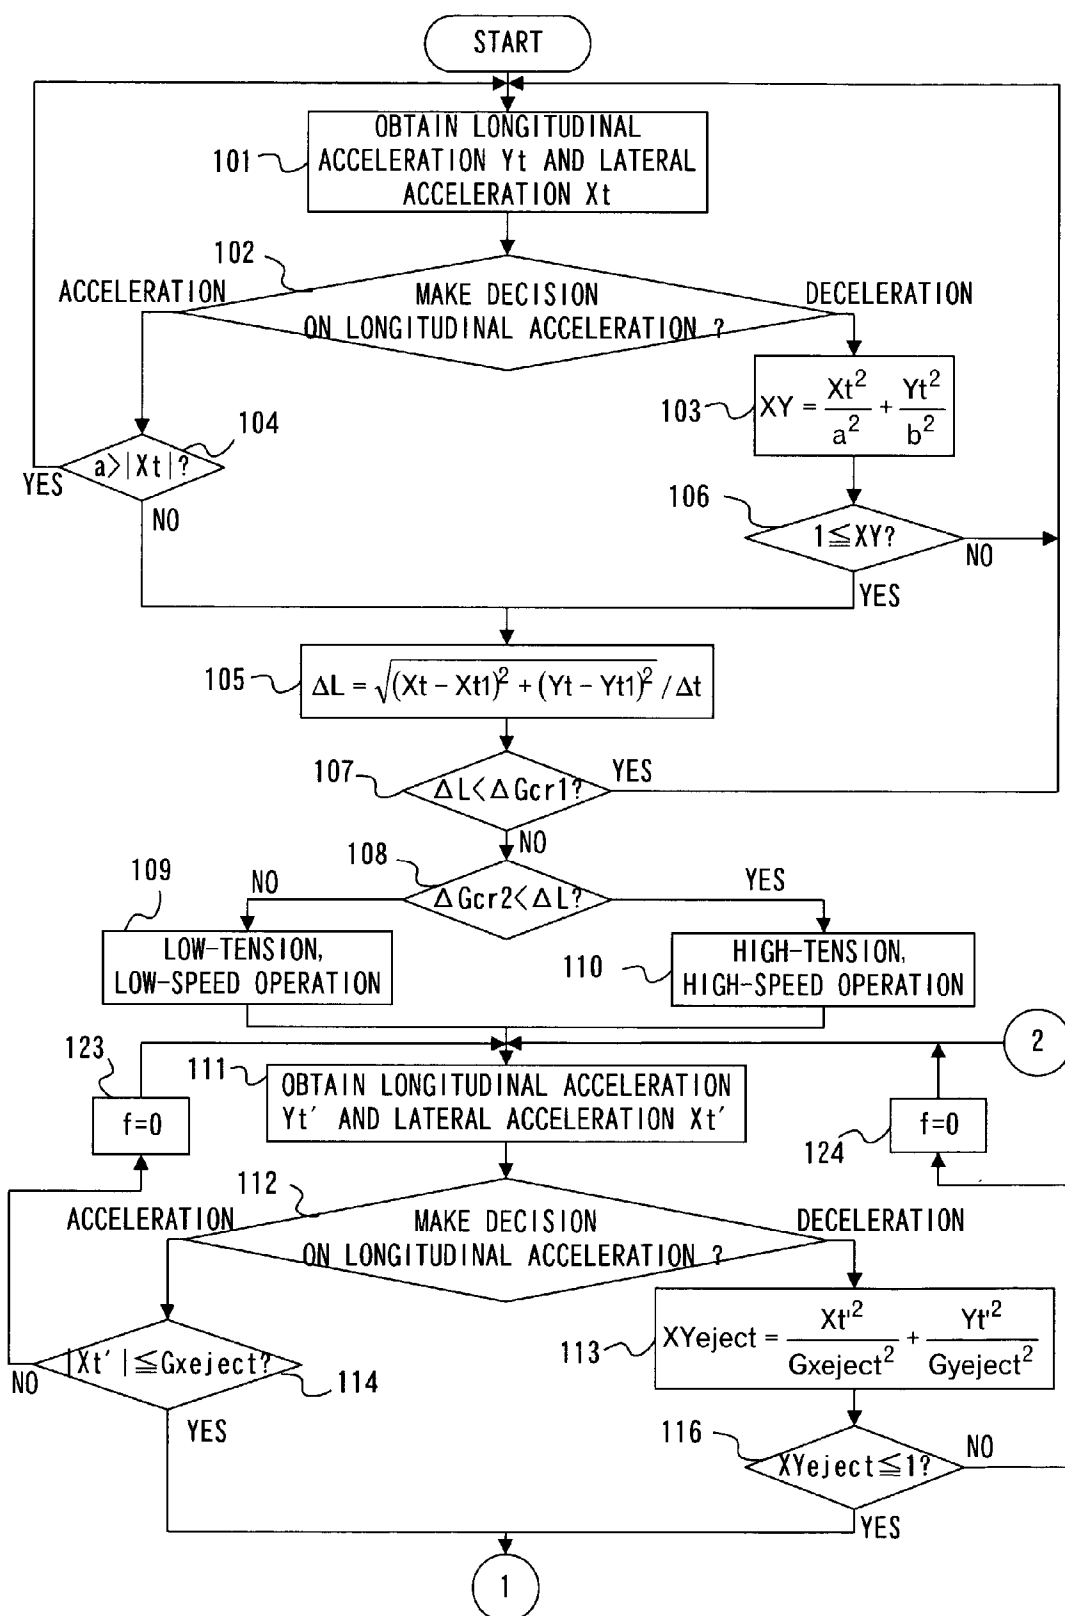 START
OBTAIN LONGITUDINAL
ACCELERATION Yt AND LATERAL
ACCELERATION Xt
101
102
ACCELERATION
MAKE DECISION
ON LONGITUDINAL ACCELERATION ?
DECELERATION
103
XY = Xt²/a² + Yt²/b²
104
a>|Xt|?
YES
NO
106
1≦XY?
NO
YES
105
ΔL = √((Xt – Xt1)² + (Yt – Yt1)²) / Δt
107
ΔL<ΔGcr1?
YES
NO
108
ΔGcr2<ΔL?
NO
YES
109
LOW-TENSION,
LOW-SPEED OPERATION
110
HIGH-TENSION,
HIGH-SPEED OPERATION
2
123
f=0
111
OBTAIN LONGITUDINAL ACCELERATION
Yt' AND LATERAL ACCELERATION Xt'
f=0
124
112
ACCELERATION
MAKE DECISION
ON LONGITUDINAL ACCELERATION ?
DECELERATION
113
XYeject = Xt'²/Gxeject² + Yt'²/Gyeject²
|Xt'|≦Gxeject?
NO
114
YES
116
XYeject≦1?
NO
YES
1